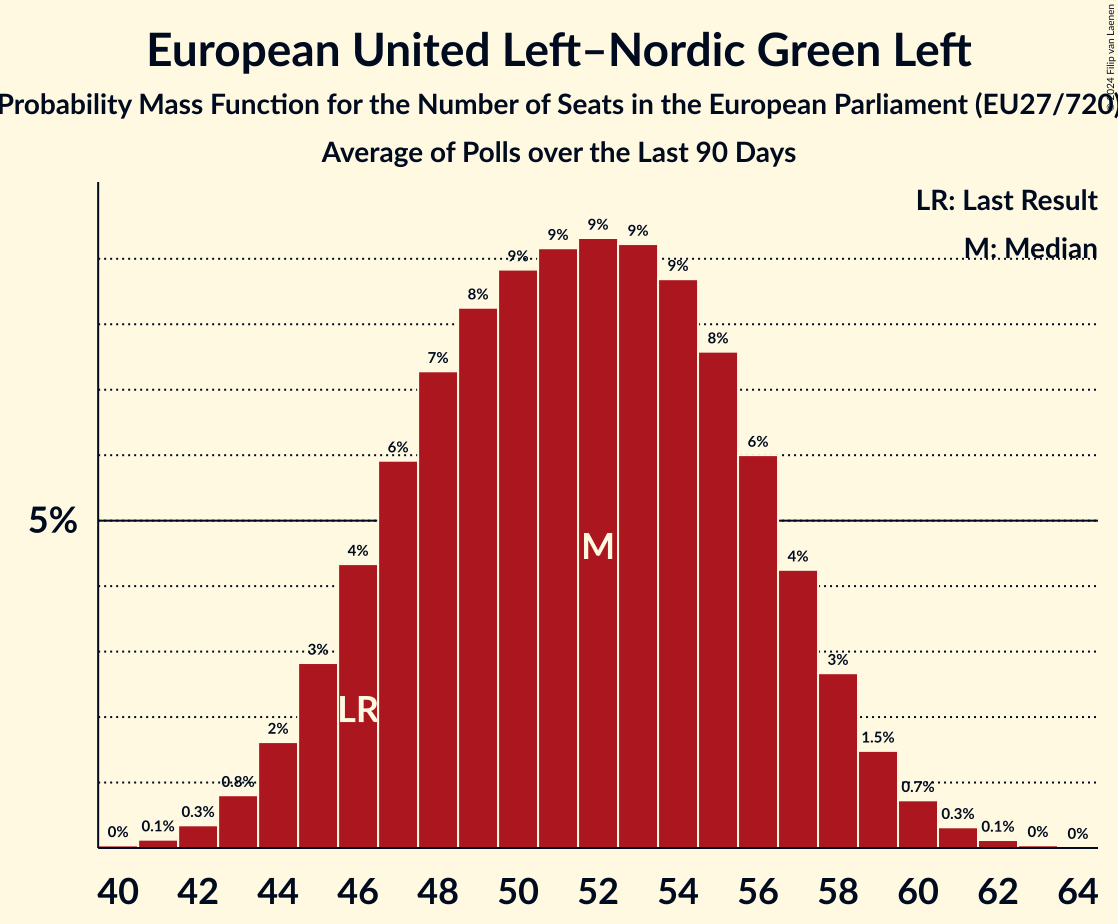 European United Left–Nordic Green Left
Probability Mass Function for the Number of Seats in the European Parliament (EU27/720)
Average of Polls over the Last 90 Days
© 2024 Filip van Laenen
LR: Last Result
M: Median
5%
0% 0.1% 0.3% 0.8% 2% 3% 4% 6% 7% 8% 9% 9% 9% 9% 9% 8% 6% 4% 3% 1.5% 0.7% 0.3% 0.1% 0% 0%
M
LR
40 42 44 46 48 50 52 54 56 58 60 62 64